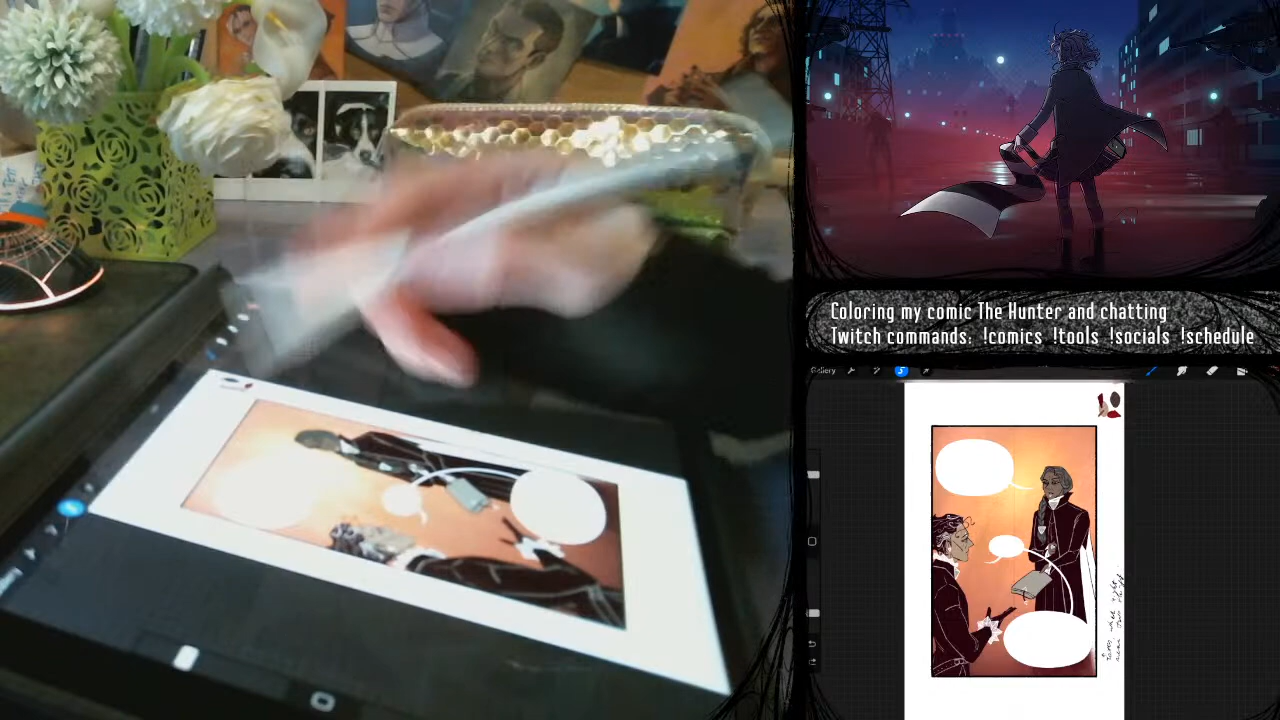 Coloring my comic The Hunter and chatting
Twitch commands: !comics !tools !socials !schedule
Gallery